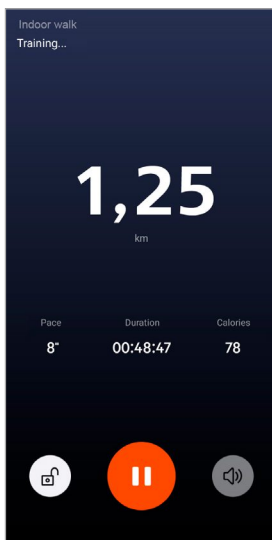 Indoor walk
Training...
1,25
km
Pace Duration Calories
8" 00:48:47 78